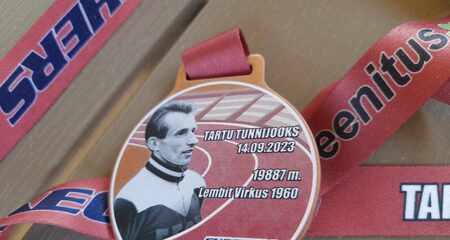 HERS
TARTU TUNNIJOOKS
14.09.2023
19887 m.
Lembit Virkus 1960
eenitus
TAR